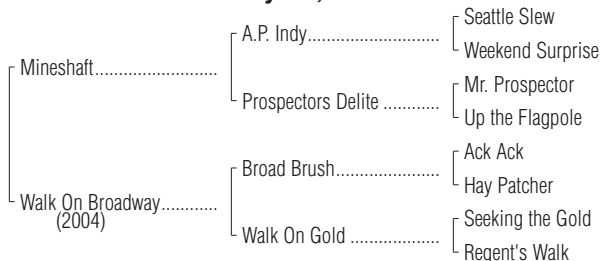 Seattle Slew
A.P. Indy............................
Weekend Surprise
Mineshaft..........................
Mr. Prospector
Prospectors Delite ............
Up the Flagpole
Ack Ack
Broad Brush......................
Hay Patcher
Walk On Broadway............
(2004)
Seeking the Gold
Walk On Gold ...................
Regent's Walk